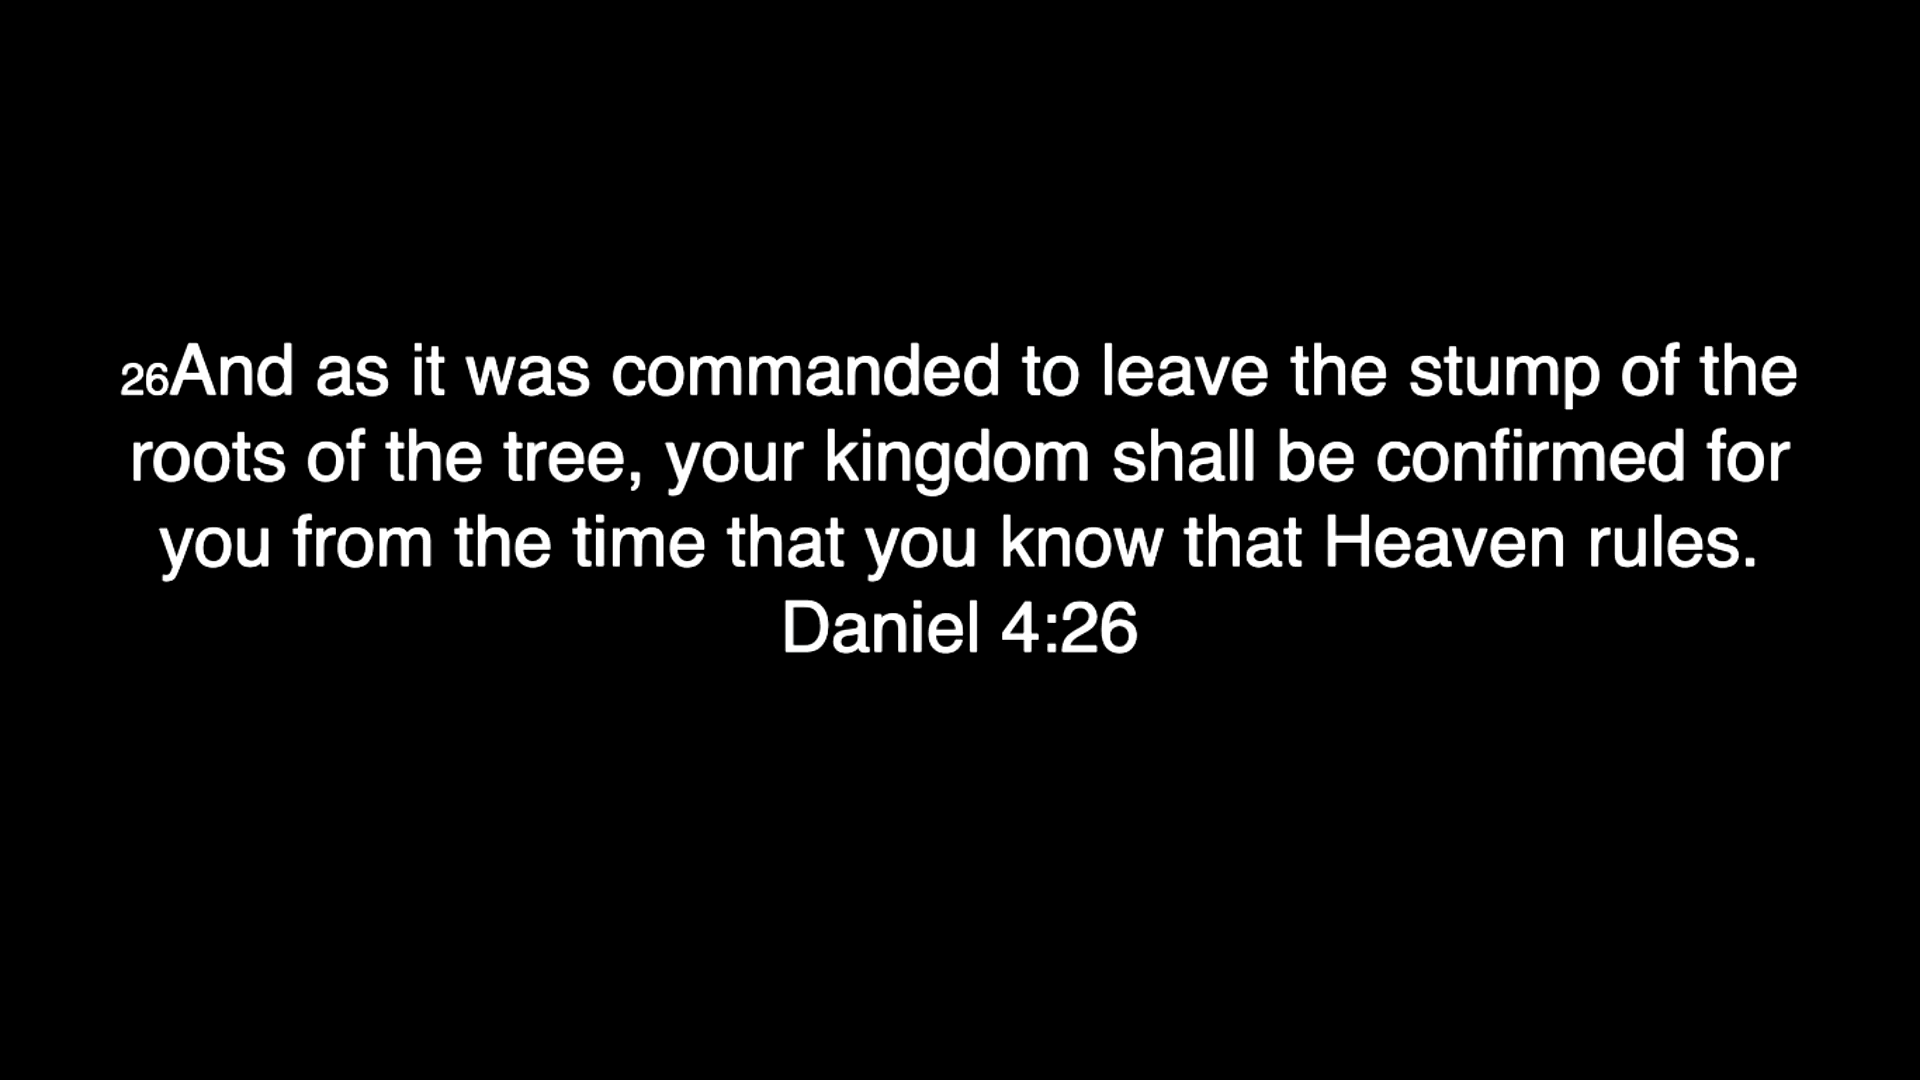 26And as it was commanded to leave the stump of the
roots of the tree, your kingdom shall be confirmed for
you from the time that you know that Heaven rules.
Daniel 4:26